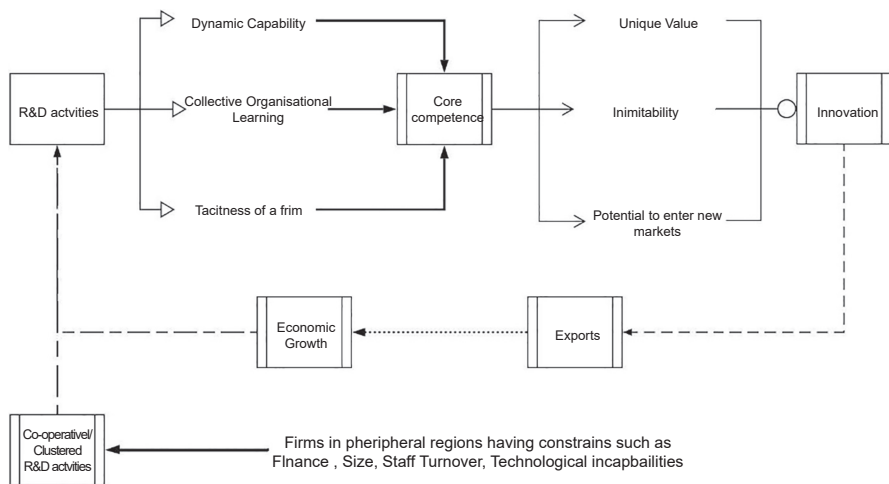 Dynamic Capability
Unique Value
R&D actvities
Collective Organisational
Learning
Core
competence
Inimitability
Innovation
Tacitness of a frim
Potential to enter new
markets
Economic
Growth
Exports
Co-operativel/
Clustered
R&D actvities
Firms in pheripheral regions having constrains such as
FInance , Size, Staff Turnover, Technological incapbailities